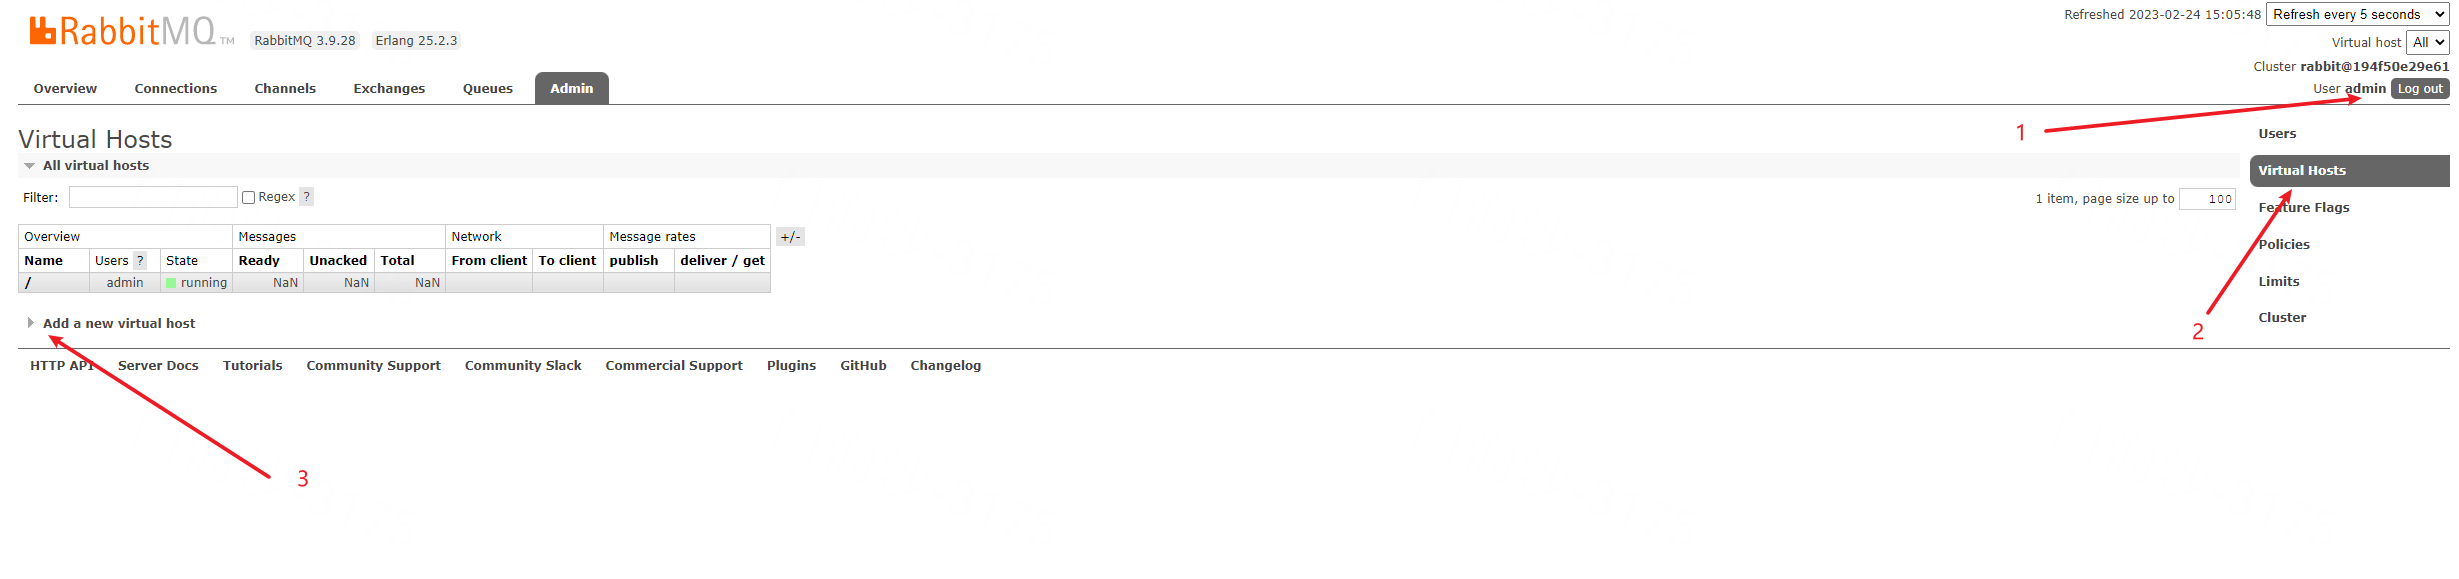 RabbitMQ TM RabbitMQ 3.9.28 Erlang 25.2.3
Refreshed 2023-02-24 15:05:48 Refresh every 5 seconds
Virtual host All
Cluster rabbit@194f50e29e61
User admin Log out
Overview Connections Channels Exchanges Queues Admin
1
Users
Virtual Hosts
Feature Flags
Policies
Limits
Cluster
2
Virtual Hosts
All virtual hosts
Filter: Regex ? 1 item, page size up to 100
Overview Messages Network Message rates +/-
Name Users ? State Ready Unacked Total From client To client publish deliver / get
/ admin running NaN NaN NaN
Add a new virtual host
HTTP API Server Docs Tutorials Community Support Community Slack Commercial Support Plugins GitHub Changelog
3